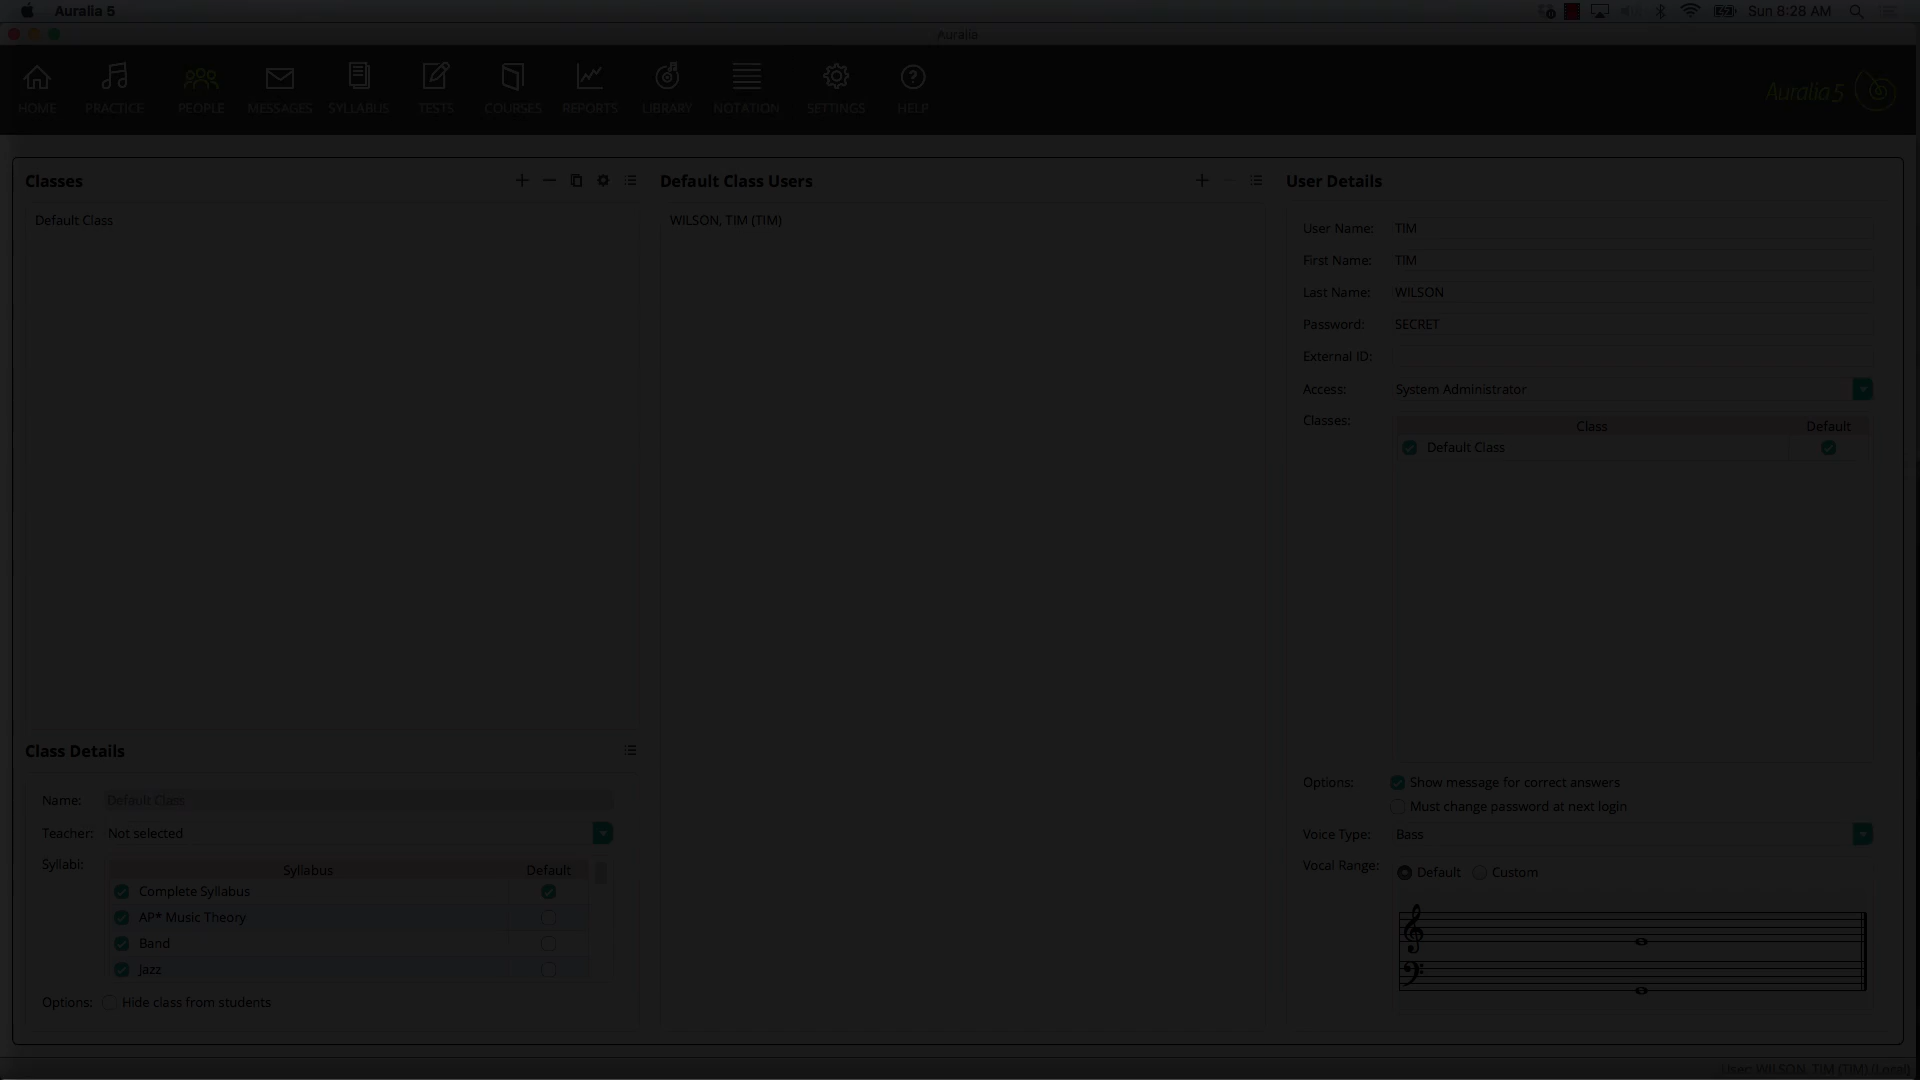 Auralia 5
Sun 8:28 AM
Auralia
HOME
PRACTICE
PEOPLE
MESSAGES
SYLLABUS
TESTS
COURSES
REPORTS
LIBRARY
NOTATION
SETTINGS
HELP
Auralia 5
Classes
Default Class
Class Details
Name: Default Class
Teacher: Not selected
Syllabi:
Syllabus Default
Complete Syllabus
AP* Music Theory
Band
Jazz
Options: Hide class from students
Default Class Users
WILSON, TIM (TIM)
User Details
User Name: TIM
First Name: TIM
Last Name: WILSON
Password: SECRET
External ID:
Access: System Administrator
Classes:
Class Default
Default Class
Options: Show message for correct answers
Must change password at next login
Voice Type: Bass
Vocal Range: Default Custom
User: WILSON, TIM (TIM) (Local)